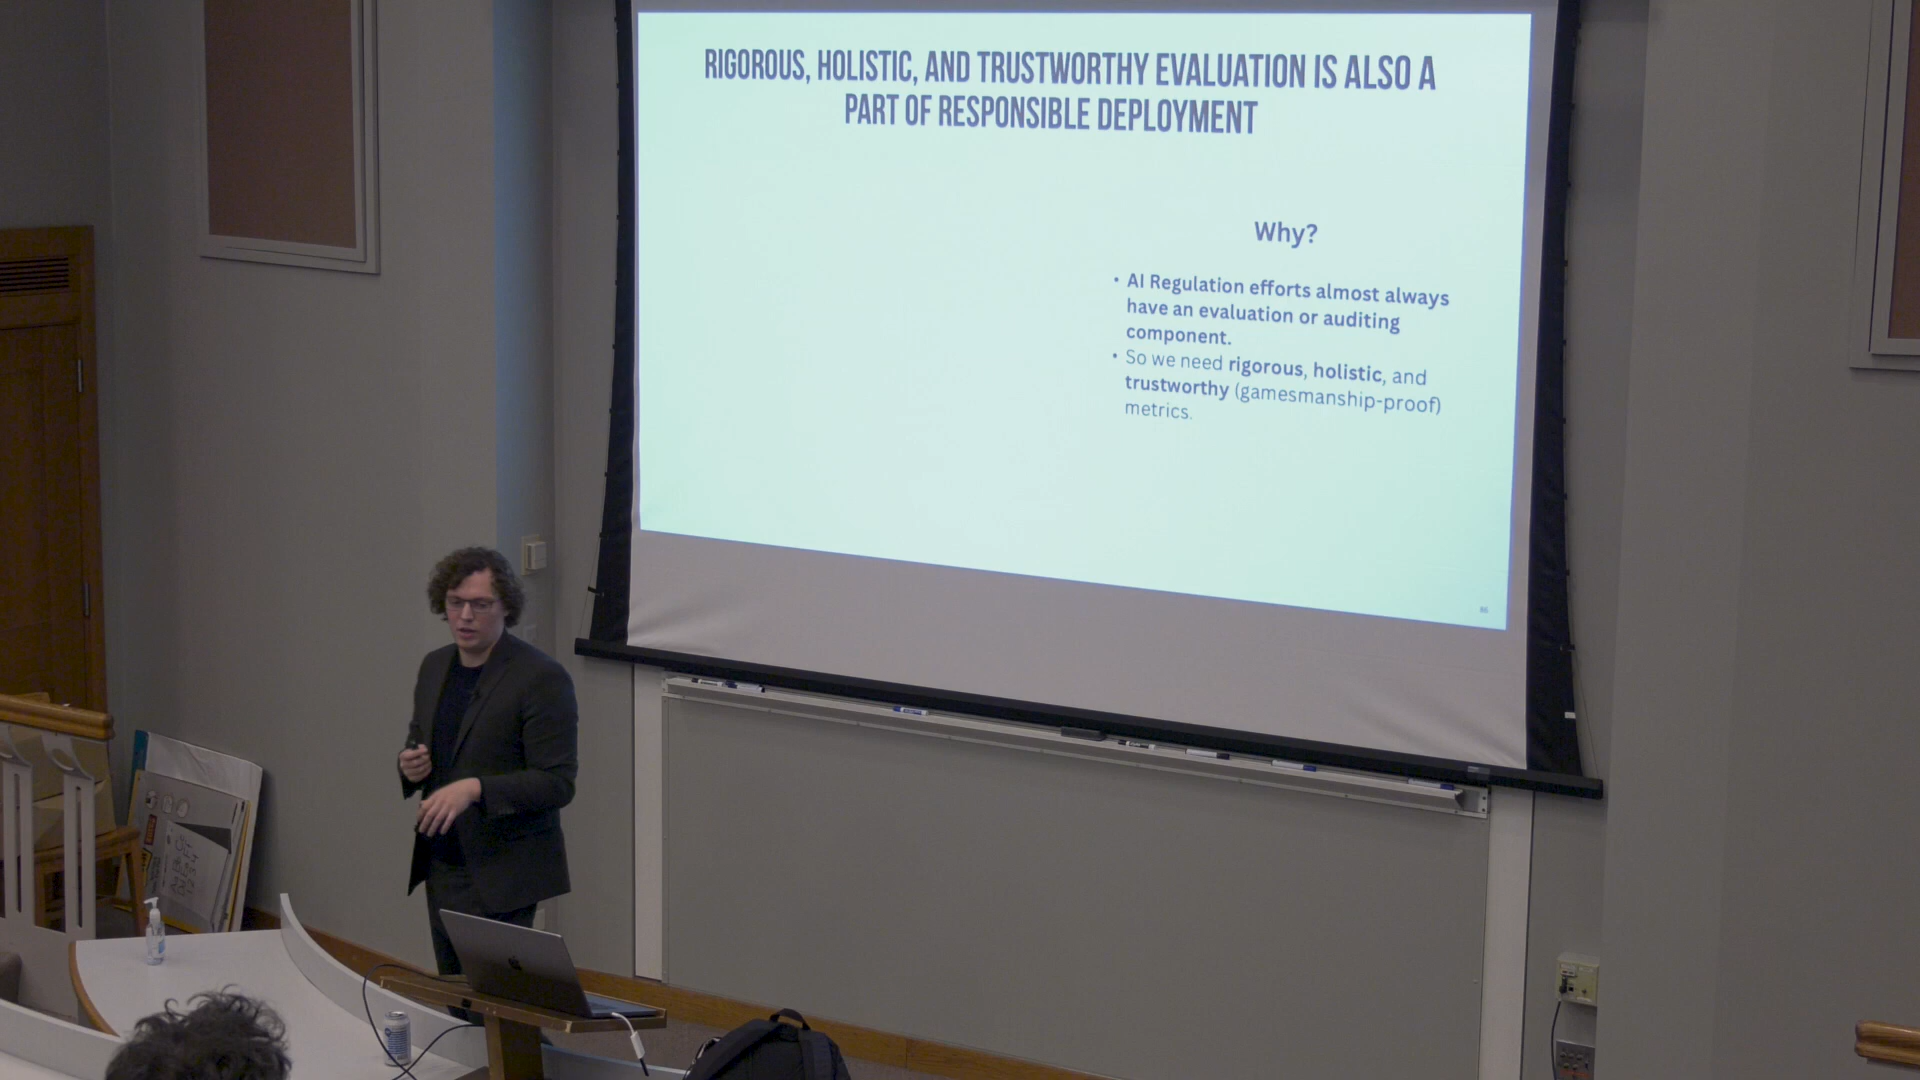 RIGOROUS, HOLISTIC, AND TRUSTWORTHY EVALUATION IS ALSO A
PART OF RESPONSIBLE DEPLOYMENT
Why?
• AI Regulation efforts almost always
have an evaluation or auditing
component.
• So we need rigorous, holistic, and
trustworthy (gamesmanship-proof)
metrics.